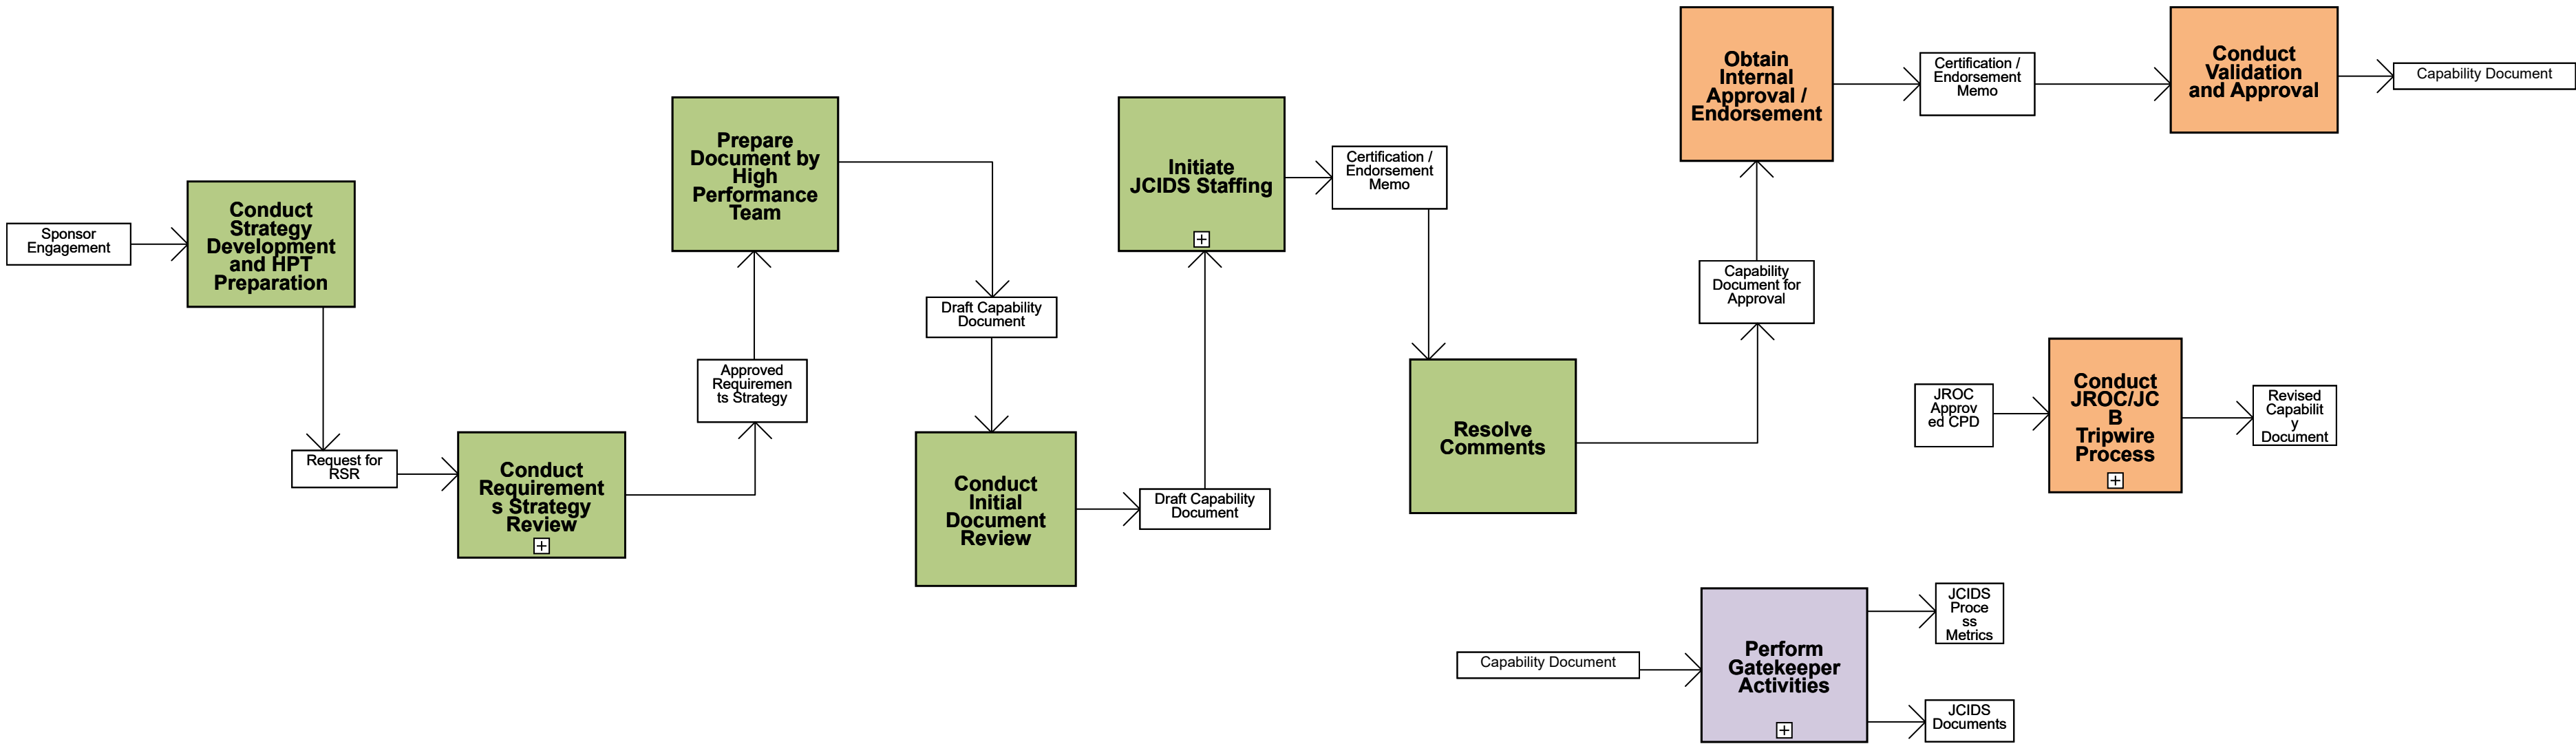 Sponsor
Engagement
Conduct
Strategy
Development
and HPT
Preparation
Request for
RSR
Conduct
Requirement
s Strategy
Review
Approved
Requiremen
ts Strategy
Prepare
Document by
High
Performance
Team
Draft Capability
Document
Conduct
Initial
Document
Review
Draft Capability
Document
Initiate
JCIDS Staffing
Certification /
Endorsement
Memo
Resolve
Comments
Capability
Document for
Approval
Obtain
Internal
Approval /
Endorsement
Certification /
Endorsement
Memo
Conduct
Validation
and Approval
Capability Document
JROC
Approv
ed CPD
Conduct
JROC/JC
B
Tripwire
Process
Revised
Capabilit
y
Document
Capability Document
Perform
Gatekeeper
Activities
JCIDS
Proce
ss
Metrics
JCIDS
Documents